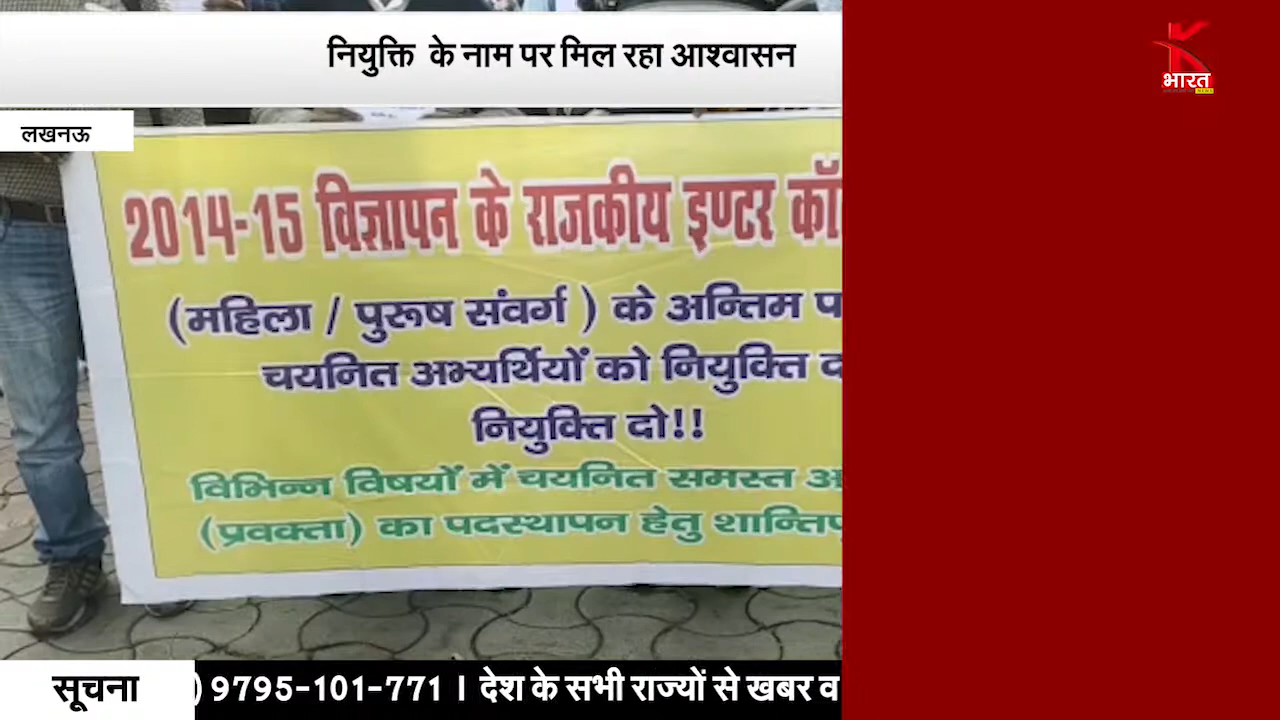 नियुक्ति के नाम पर मिल रहा आश्वासन
K
भारत
लखनऊ
2014-15 विज्ञापन के राजकीय इण्टर कॉ
(महिला / पुरूष संवर्ग ) के अन्तिम
चयनित अभ्यर्थियों को नियुक्ति
नियुक्ति दो!!
विभिन्न विषयों में चयनित समस्त
(प्रवक्ता) का पदस्थापन हेतु
सूचना
) 9795-101-771 । देश के सभी राज्यों से खबर व